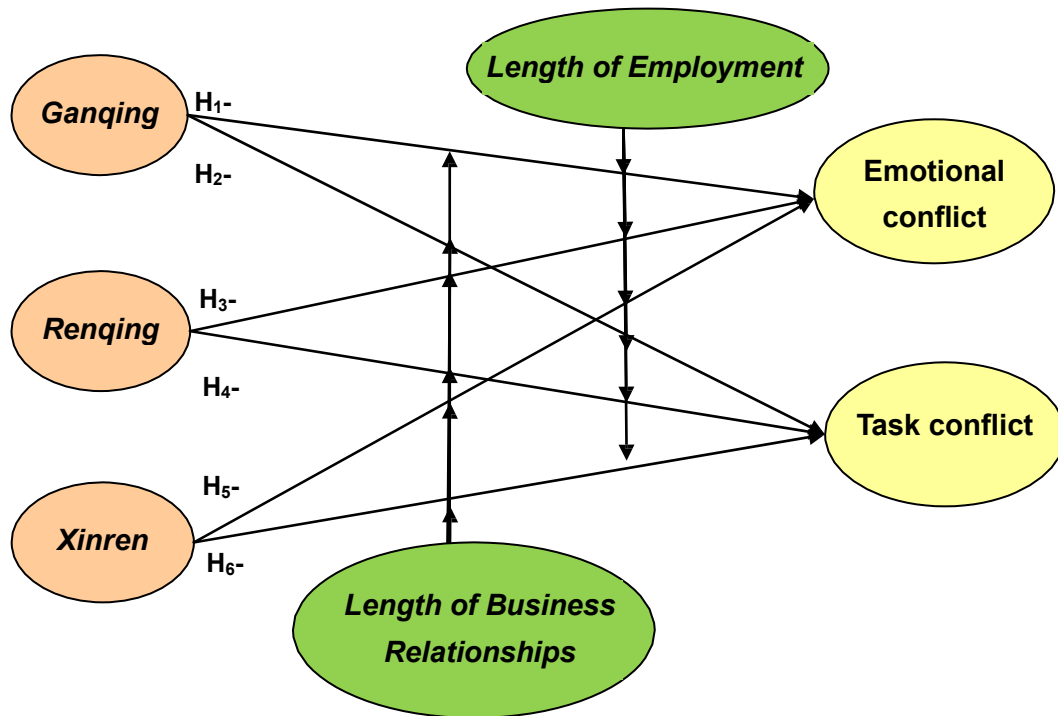 Length of Employment
Ganqing
H₁-
H₂-
Emotional
conflict
Renqing
H₃-
H₄-
Task conflict
Xinren
H₅-
H₆-
Length of Business
Relationships